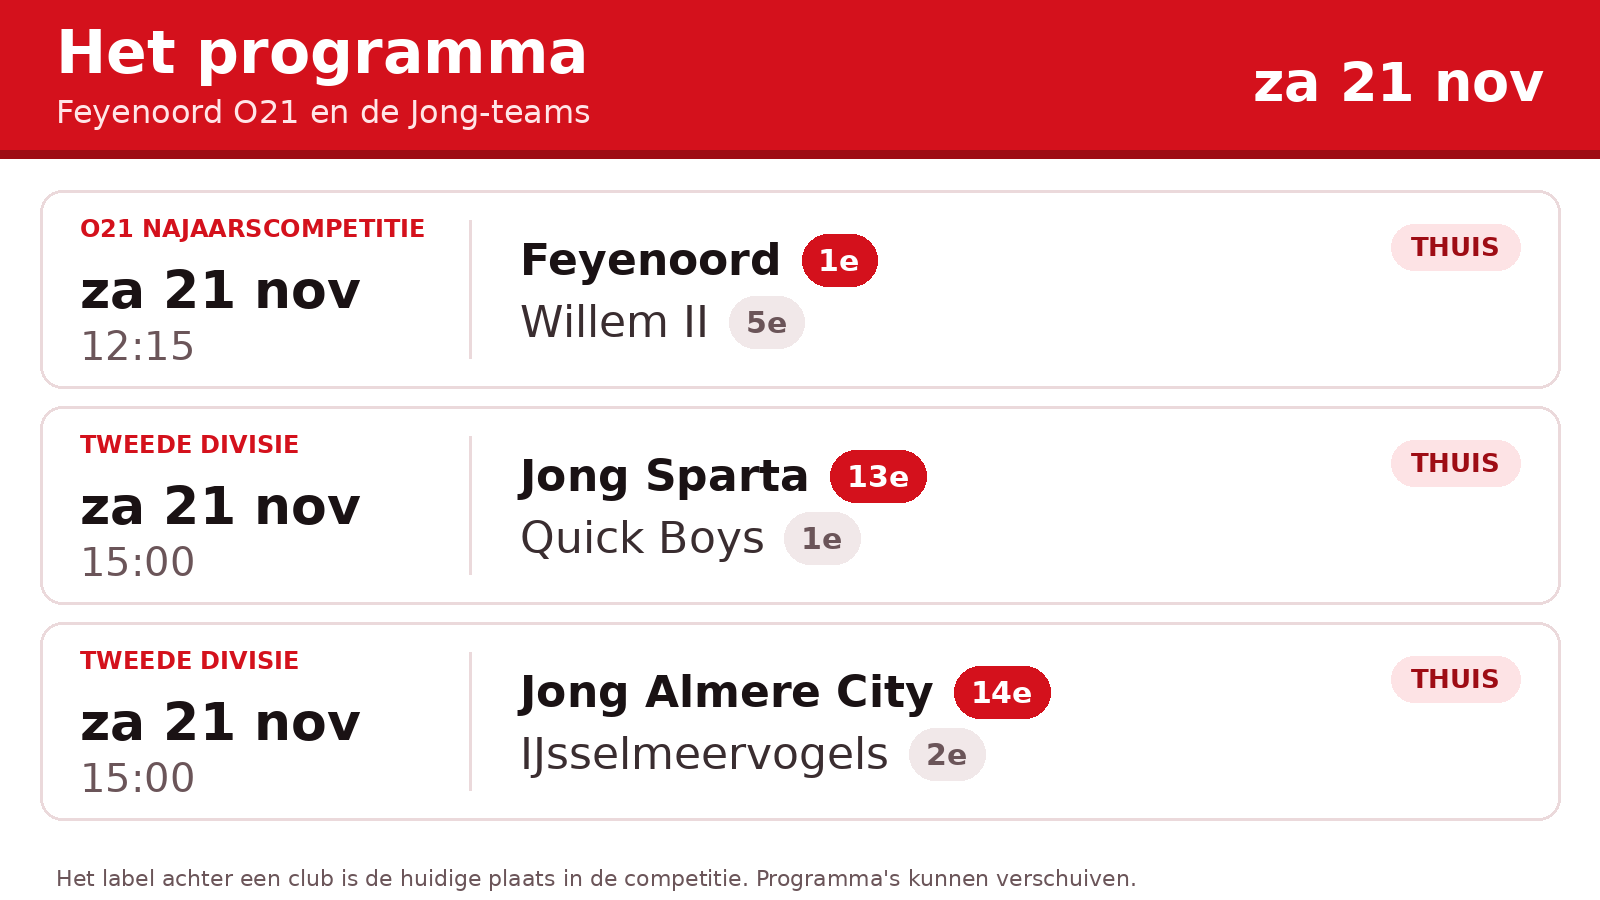 Het programma
Feyenoord O21 en de Jong-teams
za 21 nov
O21 NAJAARSCOMPETITIE
za 21 nov
12:15
Feyenoord 1e
Willem II 5e
THUIS
TWEEDE DIVISIE
za 21 nov
15:00
Jong Sparta 13e
Quick Boys 1e
THUIS
TWEEDE DIVISIE
za 21 nov
15:00
Jong Almere City 14e
IJsselmeervogels 2e
THUIS
Het label achter een club is de huidige plaats in de competitie. Programma's kunnen verschuiven.